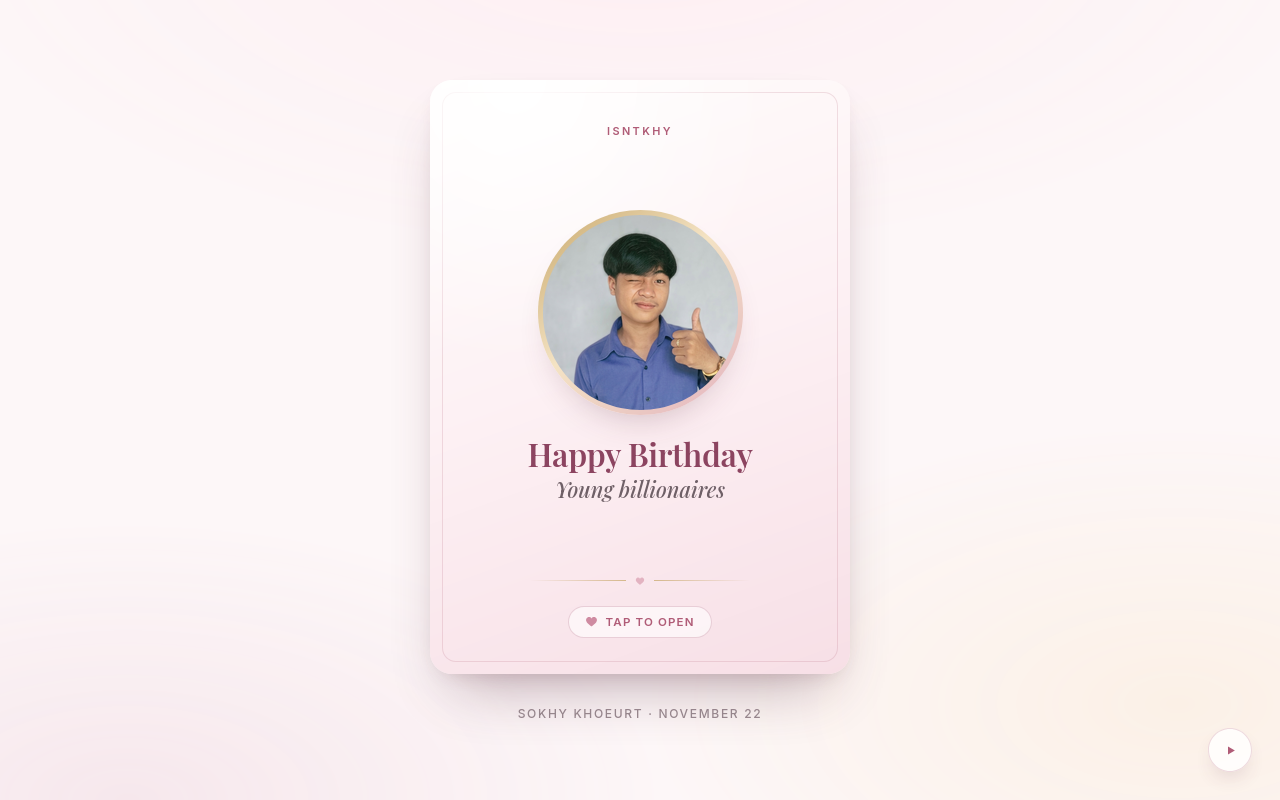 ISNTKHY
Happy Birthday
Young billionaires
TAP TO OPEN
SOKHY KHOEURT · NOVEMBER 22